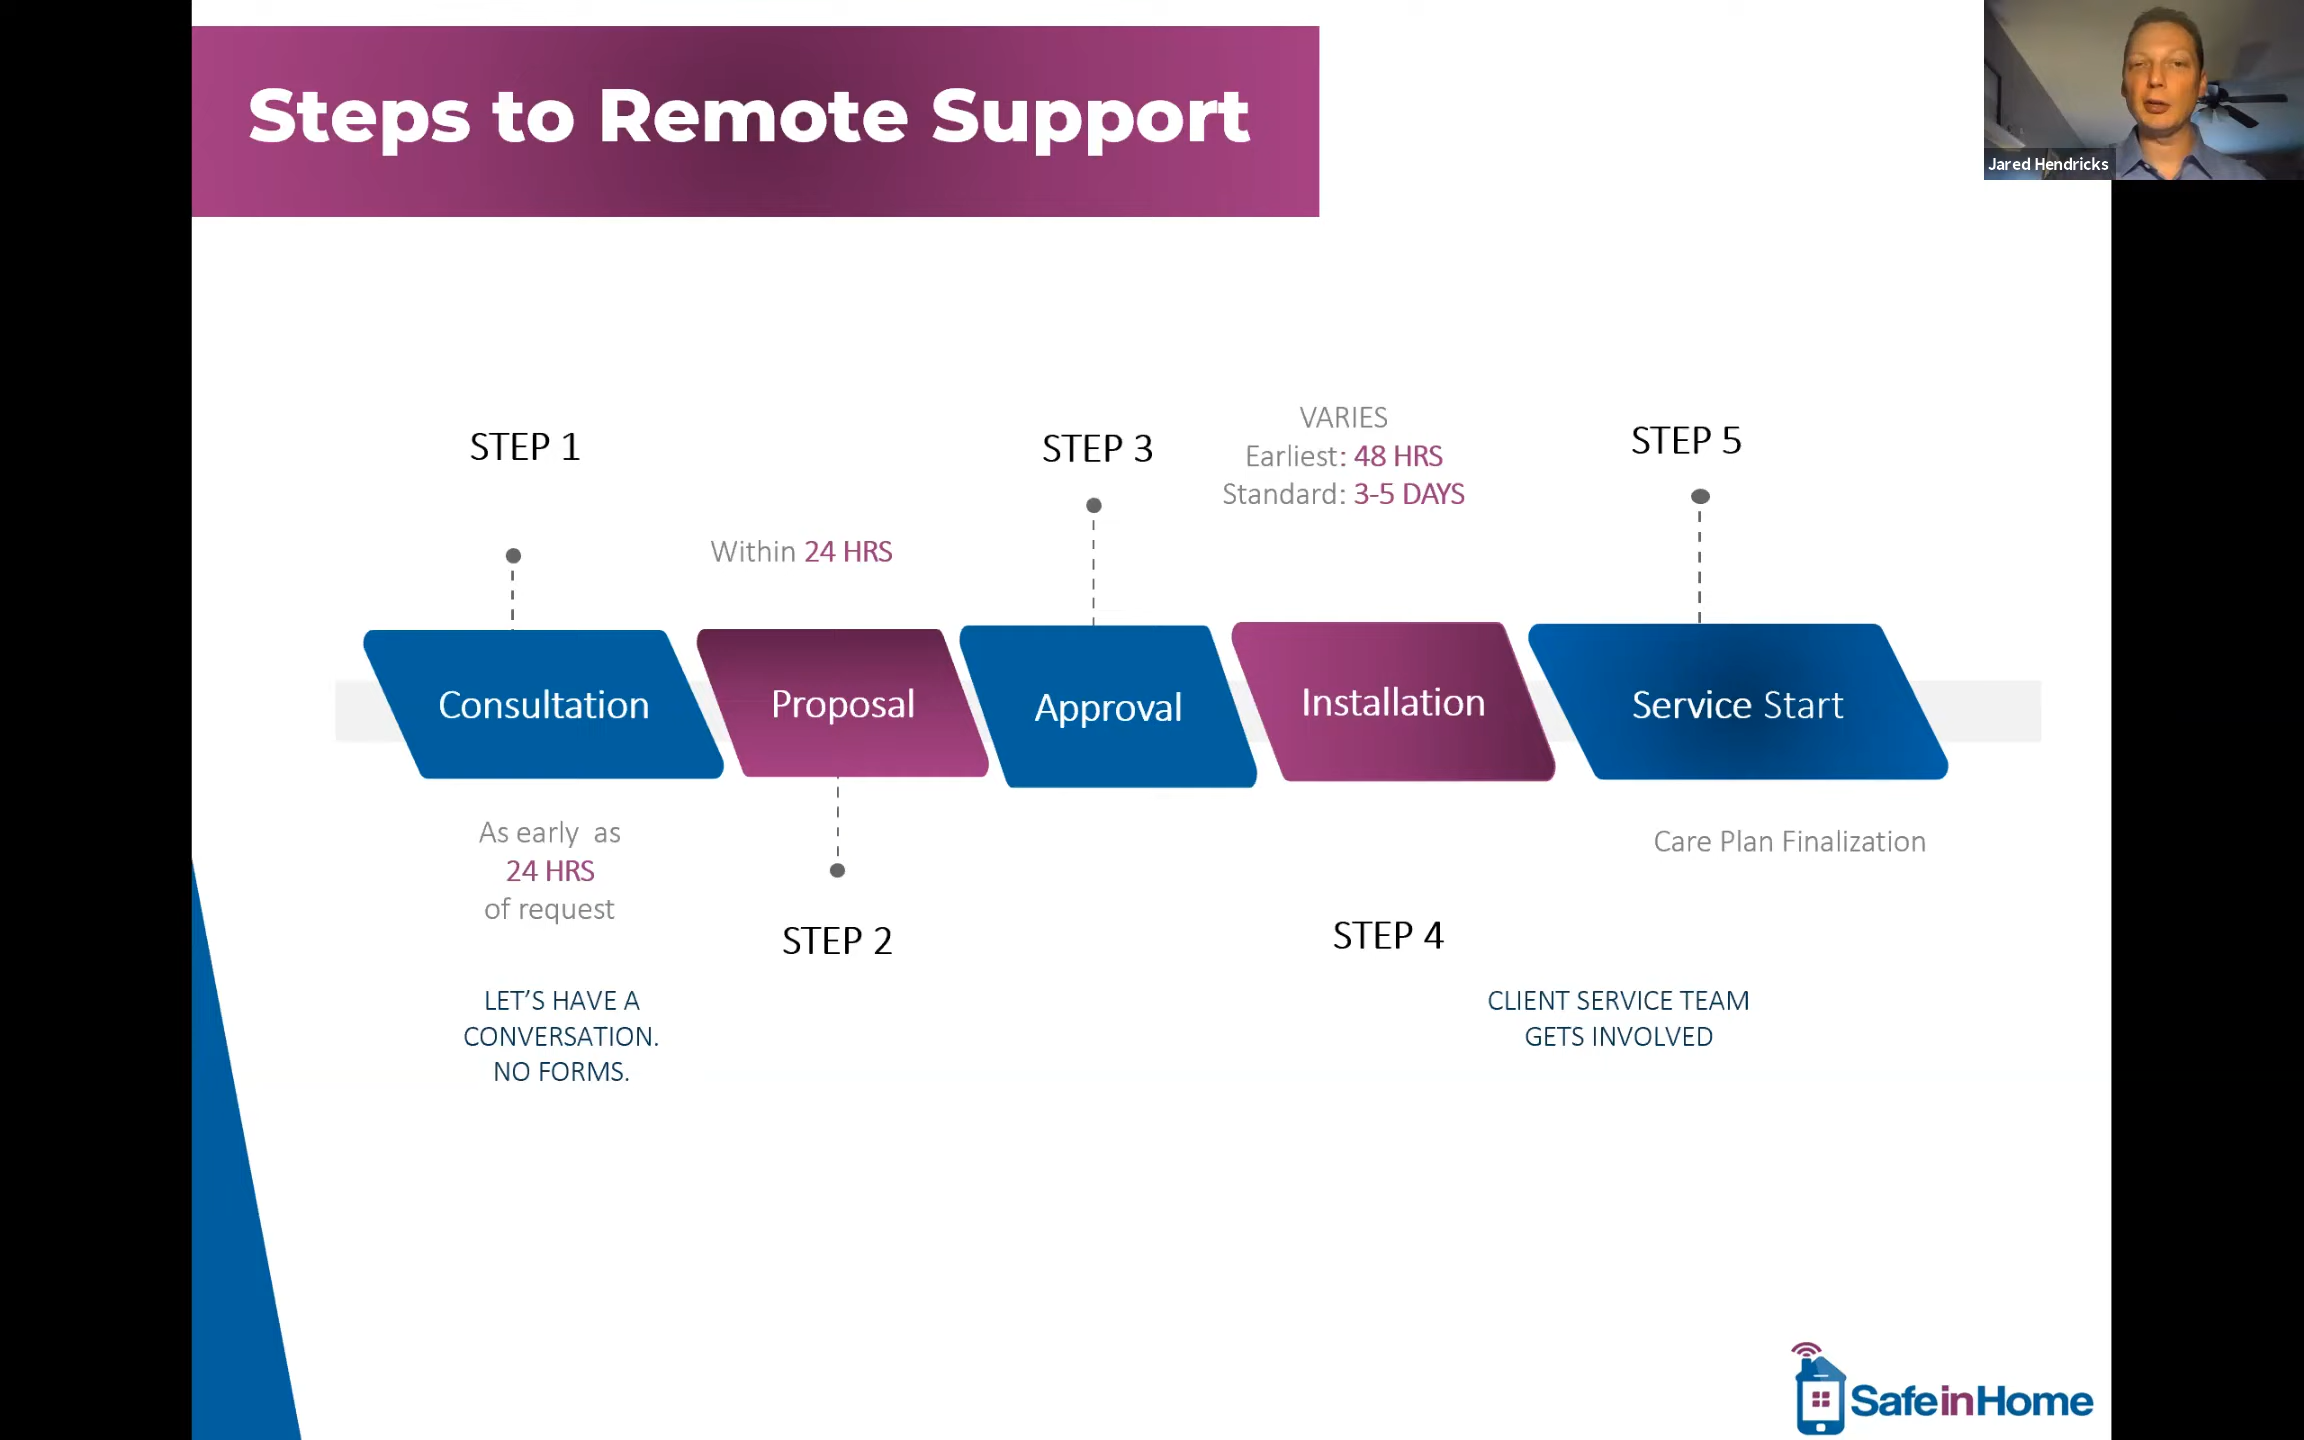 Steps to Remote Support
Jared Hendricks
STEP 1
STEP 3
VARIES
Earliest: 48 HRS
Standard: 3-5 DAYS
STEP 5
Within 24 HRS
Consultation
Proposal
Approval
Installation
Service Start
As early as
24 HRS
of request
STEP 2
Care Plan Finalization
STEP 4
LET'S HAVE A
CONVERSATION.
NO FORMS.
CLIENT SERVICE TEAM
GETS INVOLVED
SafeinHome